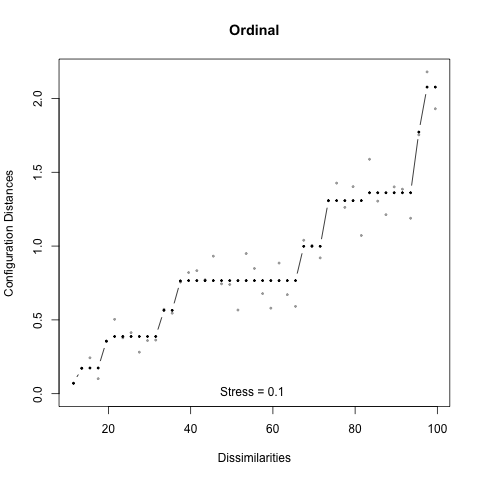 Ordinal
Configuration Distances
2.0
1.5
1.0
0.5
0.0
Stress = 0.1
20 40 60 80 100
Dissimilarities